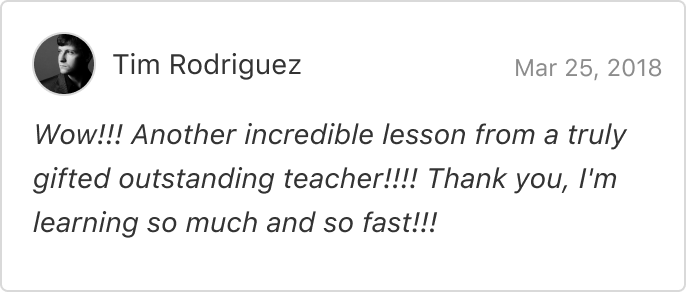 Tim Rodriguez
Mar 25, 2018
Wow!!! Another incredible lesson from a truly
gifted outstanding teacher!!!! Thank you, I'm
learning so much and so fast!!!